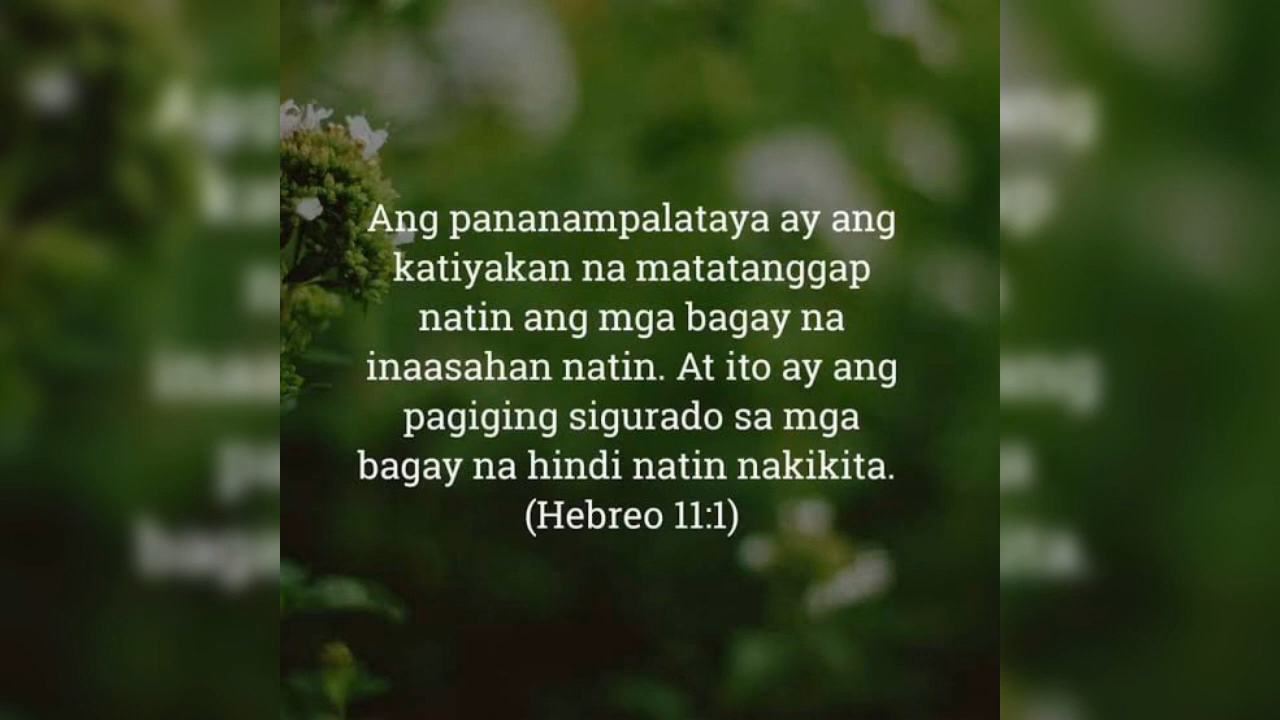 Ang pananampalataya ay ang
katiyakan na matatanggap
natin ang mga bagay na
inaasahan natin. At ito ay ang
pagiging sigurado sa mga
bagay na hindi natin nakikita.
(Hebreo 11:1)